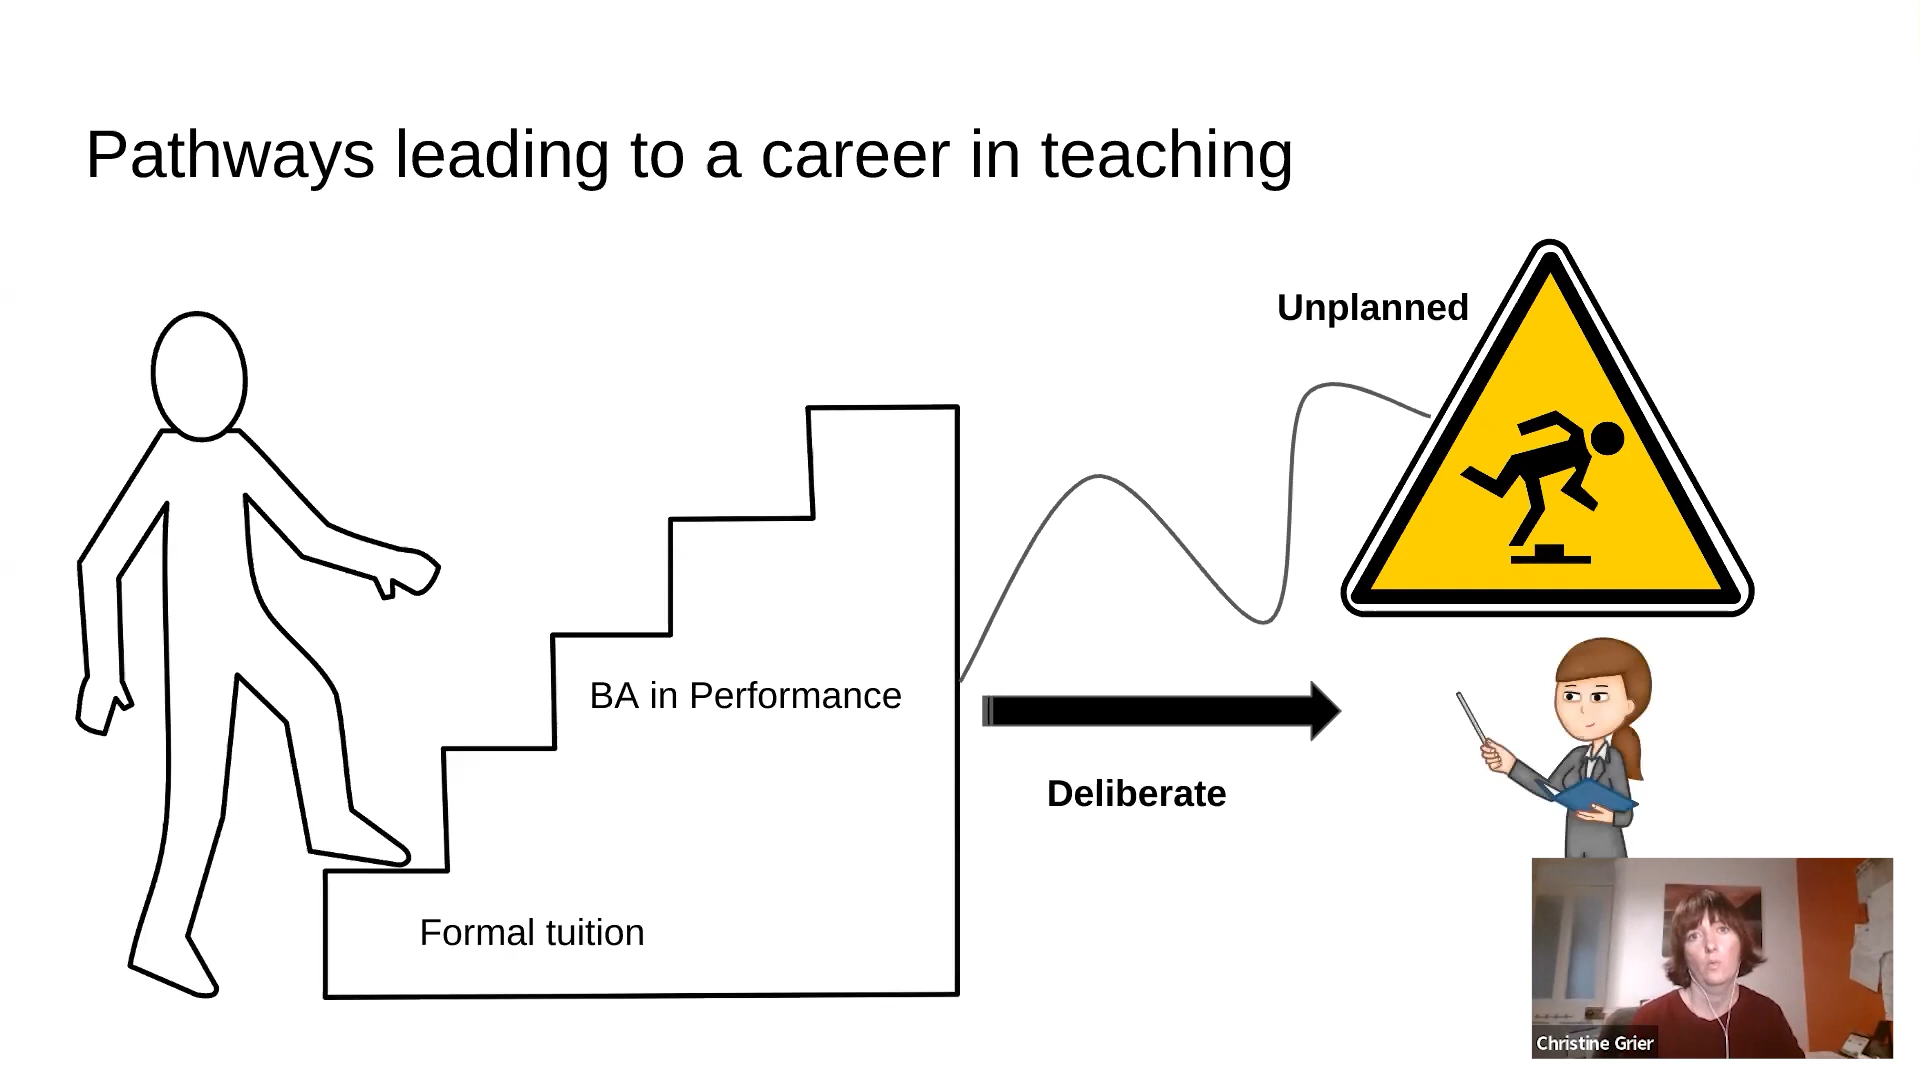 Pathways leading to a career in teaching
Unplanned
BA in Performance
Deliberate
Formal tuition
Christine Grier